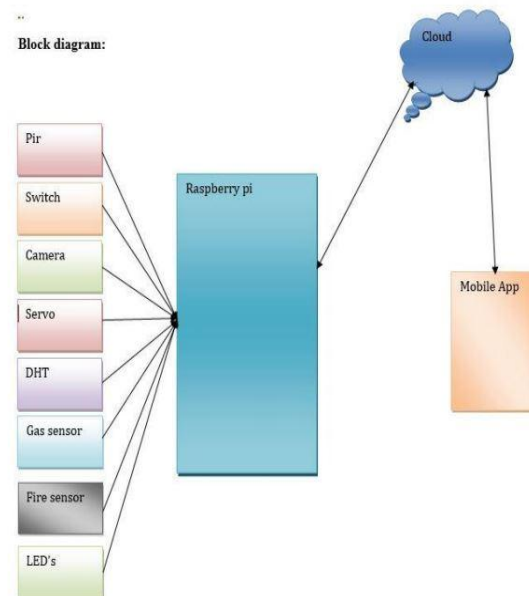 Block diagram:
Cloud
Pir
Raspberry pi
Switch
Camera
Mobile App
Servo
DHT
Gas sensor
Fire sensor
LED's